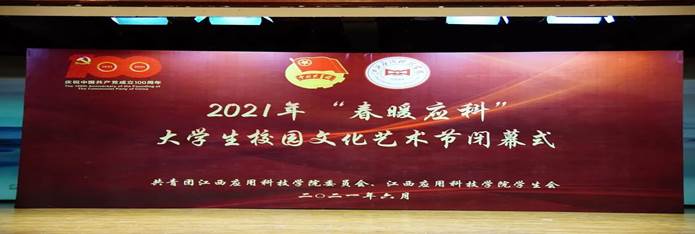 100
庆祝中国共产党成立100周年
The 100th Anniversary of the Founding of
The Communist Party of China
2021年 “春暖应科”
大学生校园文化艺术节闭幕式
共青团江西应用科技学院委员会、江西应用科技学院学生会
二〇二一年六月